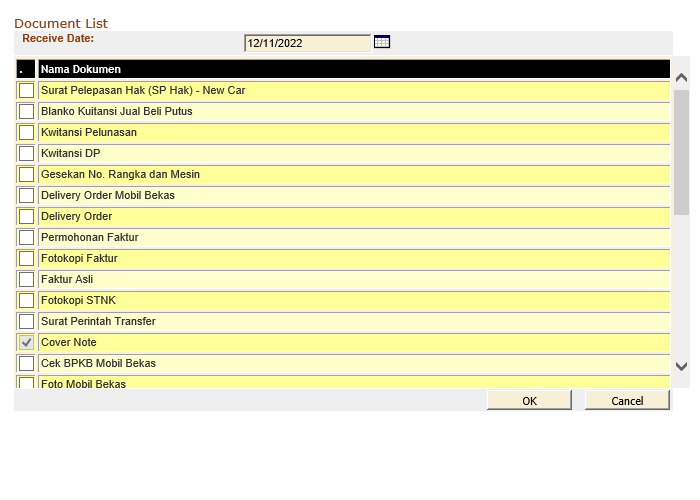 Document List
Receive Date: 12/11/2022
. Nama Dokumen
Surat Pelepasan Hak (SP Hak) - New Car
Blanko Kuitansi Jual Beli Putus
Kwitansi Pelunasan
Kwitansi DP
Gesekan No. Rangka dan Mesin
Delivery Order Mobil Bekas
Delivery Order
Permohonan Faktur
Fotokopi Faktur
Faktur Asli
Fotokopi STNK
Surat Perintah Transfer
Cover Note
Cek BPKB Mobil Bekas
Foto Mobil Bekas
OK Cancel